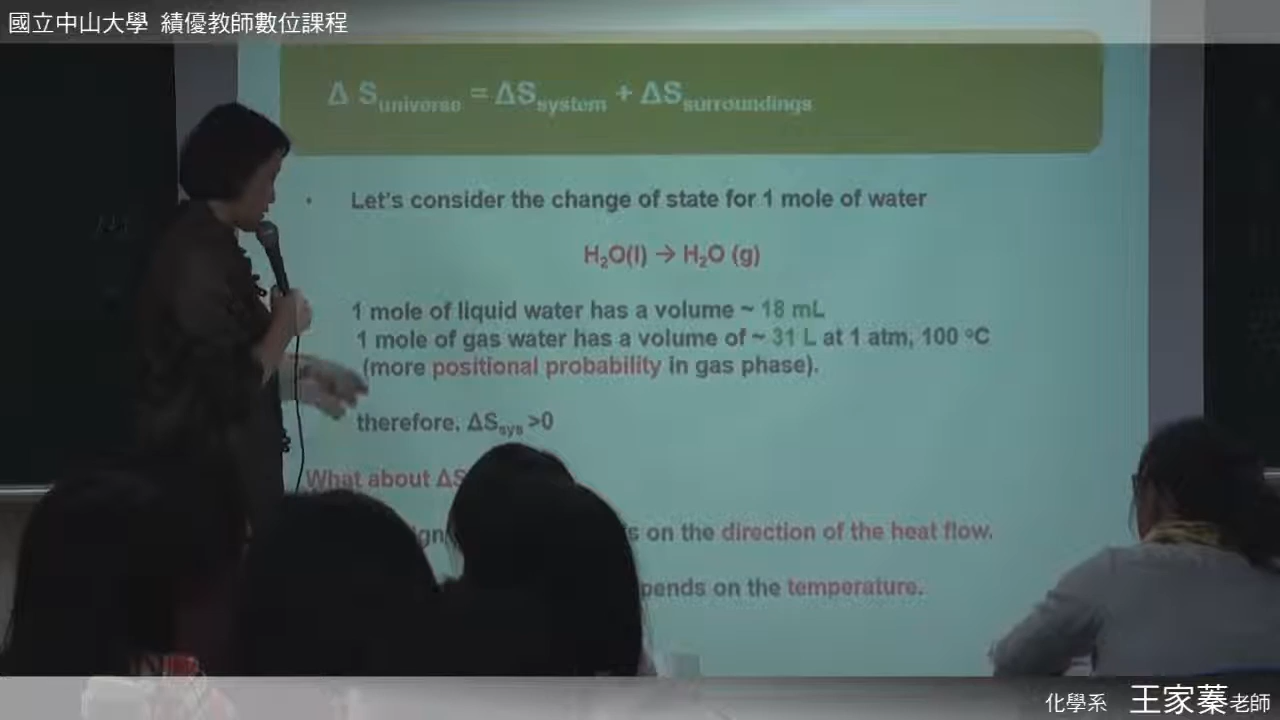 國立中山大學 績優教師數位課程
Δ Suniverse = ΔSsystem + ΔSsurroundings
• Let's consider the change of state for 1 mole of water
H₂O(l) → H₂O (g)
1 mole of liquid water has a volume ~ 18 mL
1 mole of gas water has a volume of ~ 31 L at 1 atm, 100 °C
(more positional probability in gas phase).
therefore, ΔSsys >0
What about ΔS
on the direction of the heat flow.
on the temperature.
化學系 王家蓁老師